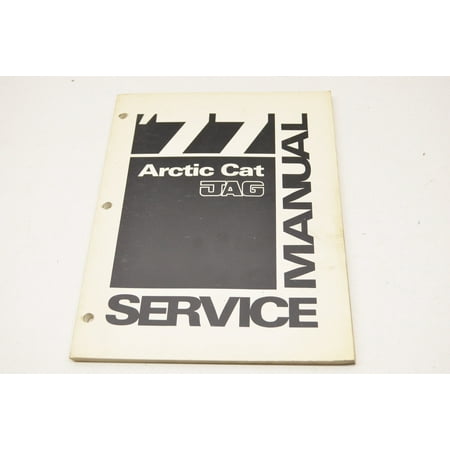 '77
Arctic Cat
JAG
SERVICE
MANUAL